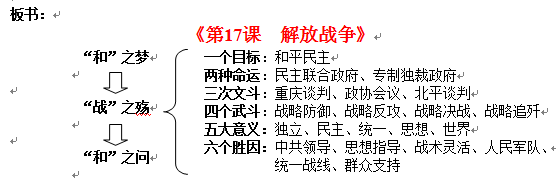 板书：
《第17课 解放战争》
“和”之梦
“战”之殇
“和”之问
一个目标：和平民主
两种命运：民主联合政府、专制独裁政府
三次文斗：重庆谈判、政协会议、北平谈判
四个武斗：战略防御、战略反攻、战略决战、战略追歼
五大意义：独立、民主、统一、思想、世界
六个胜因：中共领导、思想指导、战术灵活、人民军队、
统一战线、群众支持